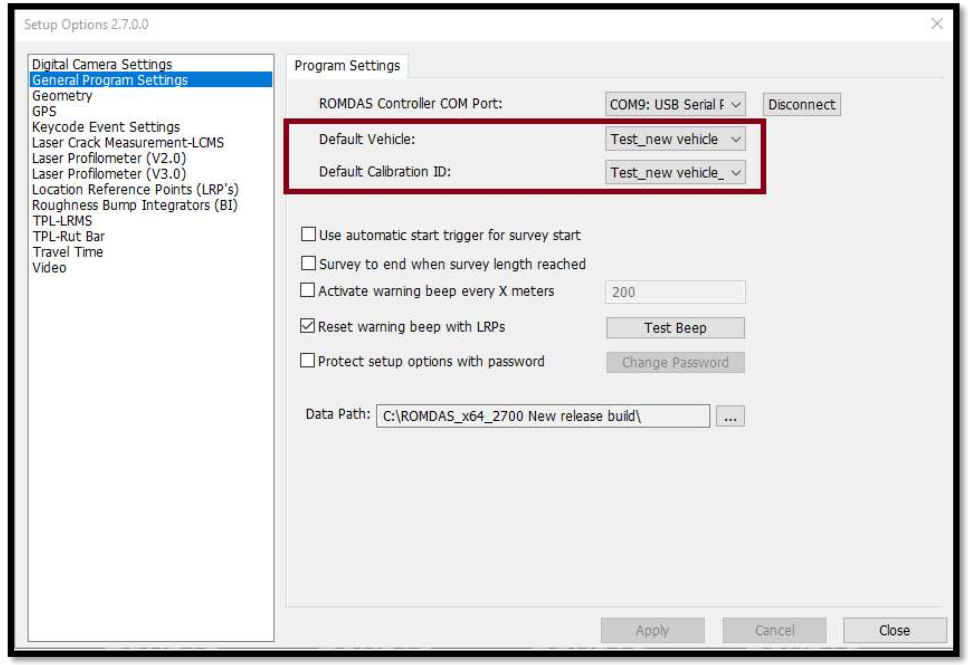 Setup Options 2.7.0.0
Digital Camera Settings
General Program Settings
Geometry
GPS
Keycode Event Settings
Laser Crack Measurement-LCMS
Laser Profilometer (V2.0)
Laser Profilometer (V3.0)
Location Reference Points (LRP's)
Roughness Bump Integrators (BI)
TPL-LRMS
TPL-Rut Bar
Travel Time
Video
Program Settings
ROMDAS Controller COM Port: COM9: USB Serial Disconnect
Default Vehicle: Test_new vehicle
Default Calibration ID: Test_new vehicle_
Use automatic start trigger for survey start
Survey to end when survey length reached
Activate warning beep every X meters 200
Reset warning beep with LRPs Test Beep
Protect setup options with password Change Password
Data Path: C:\ROMDAS_x64_2700 New release build\ ...
Apply Cancel Close